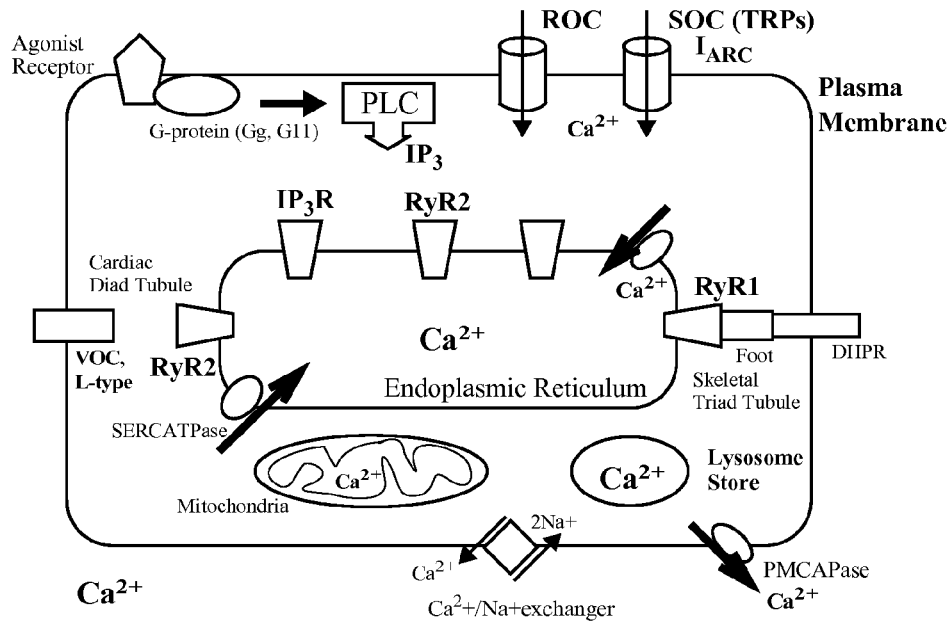 Agonist
Receptor
G-protein (Gg, G11)
PLC
IP₃
ROC
SOC (TRPs)
I_ARC
Ca²⁺
Plasma
Membrane
IP₃R
RyR2
Ca²⁺
Cardiac
Diad Tubule
VOC,
L-type
RyR2
Ca²⁺
RyR1
Foot
DHPR
Skeletal
Triad Tubule
Endoplasmic Reticulum
SERCATPase
Mitochondria
Ca²⁺
Ca²⁺
Lysosome
Store
2Na+
Ca²⁺
Ca²+/Na+exchanger
PMCAPase
Ca²⁺
Ca²⁺